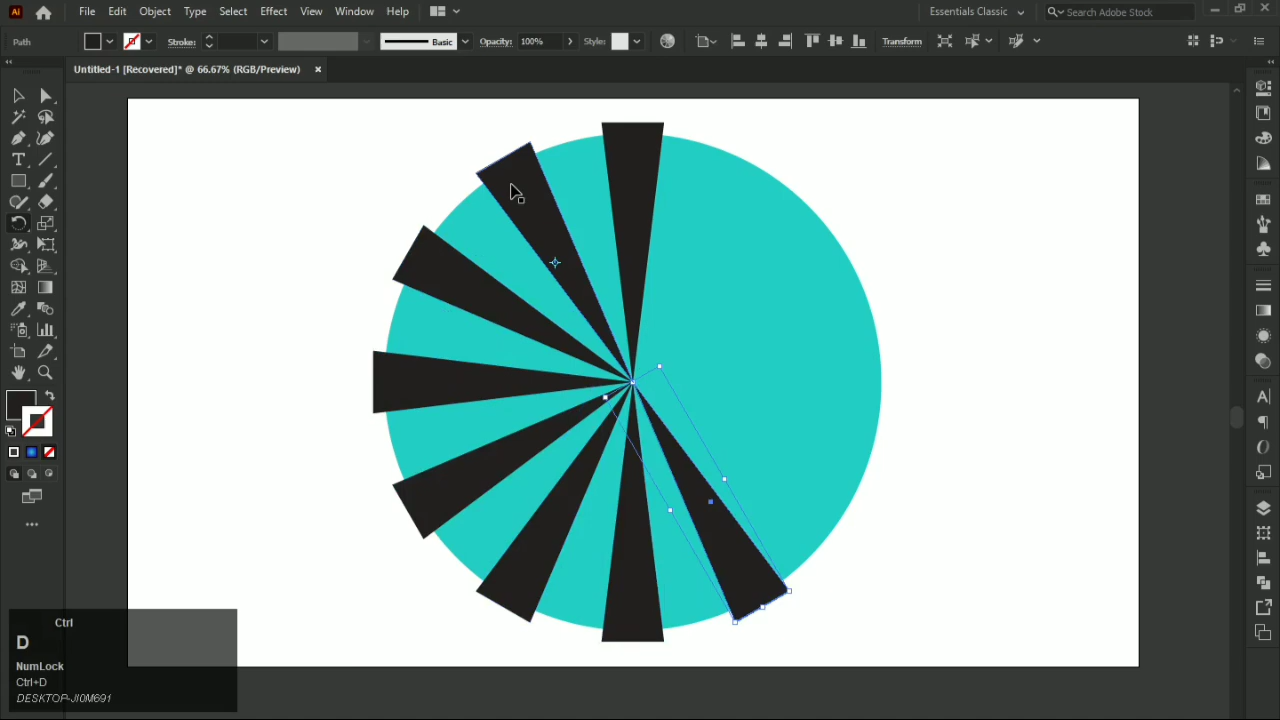 Ai File Edit Object Type Select Effect View Window Help Essentials Classic Search Adobe Stock
Path Stroke: Basic Opacity: 100% Style: Transform
Untitled-1 [Recovered]* @ 66.67% (RGB/Preview) ×
Ctrl
D
NumLock
Ctrl+D
DESKTOP-JI0M691